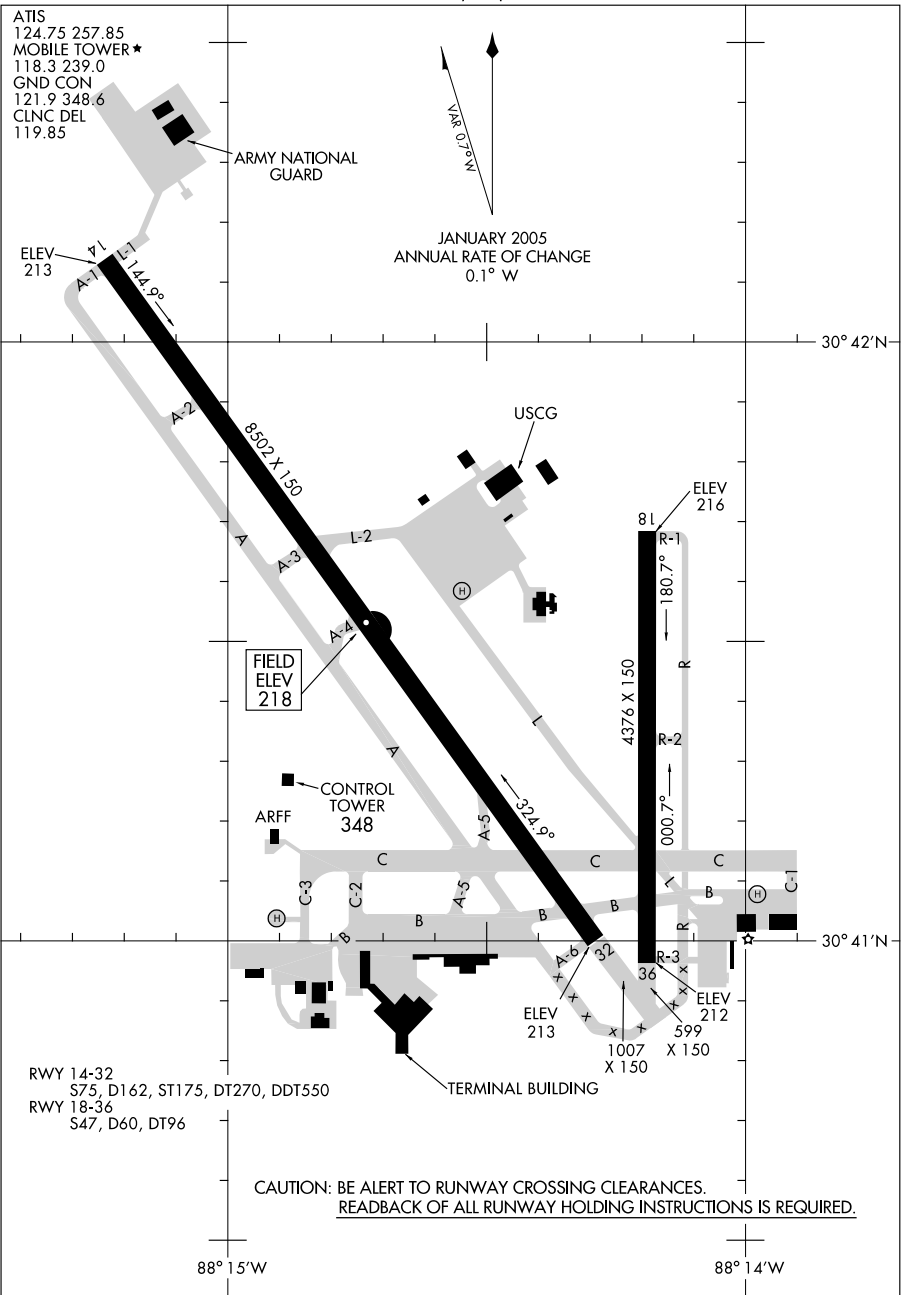 ATIS
124.75 257.85
MOBILE TOWER★
118.3 239.0
GND CON
121.9 348.6
CLNC DEL
119.85
ARMY NATIONAL
GUARD
VAR 0.7°W
JANUARY 2005
ANNUAL RATE OF CHANGE
0.1° W
ELEV
213
14
L-1
A-1
144.9°
30°42'N
A-2
8502 X 150
USCG
ELEV
216
18
R-1
180.7°
A
A-3
L-2
H
A-4
FIELD
ELEV
218
4376 X 150
R
L
R-2
A
000.7°
CONTROL
TOWER
348
324.9°
ARFF
A-5
C
C
C
C-3
C-2
A-5
L
B
H
C-1
H
B
B
B
B
R
A-6
32
30°41'N
R-3
36
ELEV
213
ELEV
212
x x x x x x x x
1007
X 150
599
X 150
TERMINAL BUILDING
RWY 14-32
S75, D162, ST175, DT270, DDT550
RWY 18-36
S47, D60, DT96
CAUTION: BE ALERT TO RUNWAY CROSSING CLEARANCES.
READBACK OF ALL RUNWAY HOLDING INSTRUCTIONS IS REQUIRED.
88°15'W
88°14'W